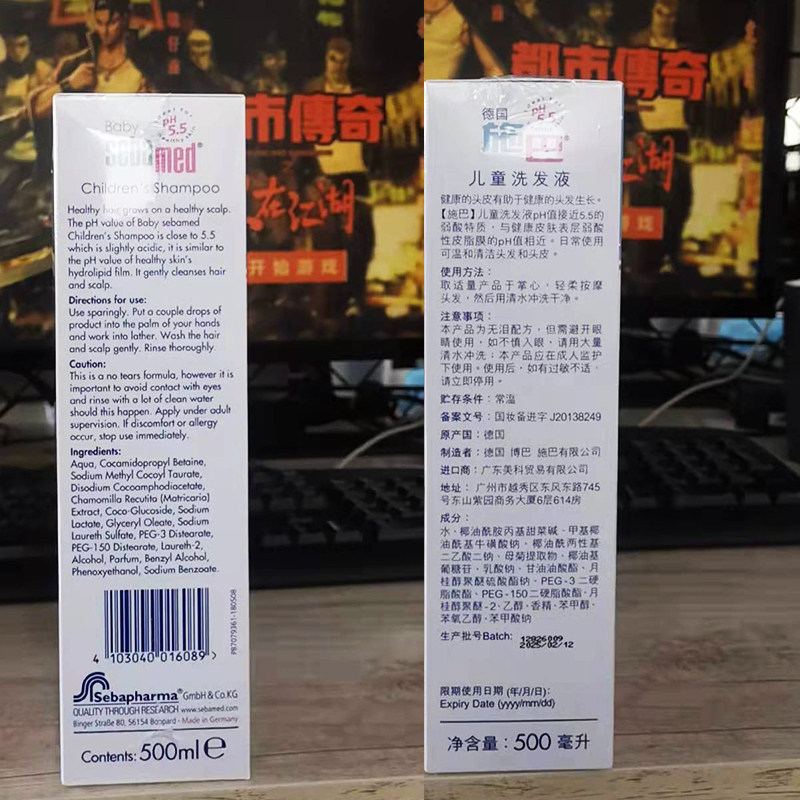 Baby
sebamed
pH
5.5
Children's Shampoo
Healthy hair grows on a healthy scalp.
The pH value of Baby sebamed
Children's Shampoo is close to 5.5
which is slightly acidic, it is similar to
the pH value of healthy skin's
hydrolipid film. It gently cleanses hair
and scalp.
Directions for use:
Use sparingly. Put a couple drops of
product into the palm of your hands
and work into lather. Wash the hair
and scalp gently. Rinse thoroughly.
Caution:
This is a no tears formula, however it is
important to avoid contact with eyes
and rinse with a lot of clean water
should this happen. Apply under adult
supervision. If discomfort or allergy
occur, stop use immediately.
Ingredients:
Aqua, Cocamidopropyl Betaine,
Sodium Methyl Cocoyl Taurate,
Disodium Cocoamphodiacetate,
Chamomilla Recutita (Matricaria)
Extract, Coco-Glucoside, Sodium
Lactate, Glyceryl Oleate, Sodium
Laureth Sulfate, PEG-3 Distearate,
PEG-150 Distearate, Laureth-2,
Alcohol, Parfum, Benzyl Alcohol,
Phenoxyethanol, Sodium Benzoate.
4 103040 016089 >
PB7079361-180508
Sebapharma® GmbH & Co.KG
QUALITY THROUGH RESEARCH www.sebamed.com
Binger Straße 80, 56154 Boppard - Made in Germany
Contents: 500ml e
市傳奇
在江湖
开始游戏
都市傳奇
江湖
游戏
德国
施巴
pH
5.5
儿童洗发液
健康的头皮有助于健康的头发生长。
【施巴】儿童洗发液pH值接近5.5的
弱酸特质，与健康皮肤表层弱酸
性皮脂膜的pH值相近。日常使用
可温和清洁头发和头皮。
使用方法：
取适量产品于掌心，轻柔按摩
头发，然后用清水冲洗干净。
注意事项：
本产品为无泪配方，但需避开眼
睛使用，如不慎入眼，请用大量
清水冲洗；本产品应在成人监护
下使用。使用后，如有过敏不适，
请立即停用。
贮存条件：常温
备案文号：国妆备进字 J20138249
原产国：德国
制造者：德国 博巴 施巴有限公司
进口商：广东美科贸易有限公司
地址：广州市越秀区东风东路745
号东山紫园商务大厦6层614房
成分：
水、椰油酰胺丙基甜菜碱、甲基椰
油酰基牛磺酸钠、椰油酰两性基
二乙酸二钠、母菊提取物、椰油基
葡糖苷、乳酸钠、甘油油酸酯、月
桂醇聚醚硫酸酯钠、PEG-3二硬
脂酸酯、PEG-150二硬脂酸酯、月
桂醇聚醚-2、乙醇、香精、苯甲醇、
苯氧乙醇、苯甲酸钠
生产批号Batch:
2025/02/12
限期使用日期 (年/月/日):
Expiry Date (yyyy/mm/dd)
净含量：500 毫升